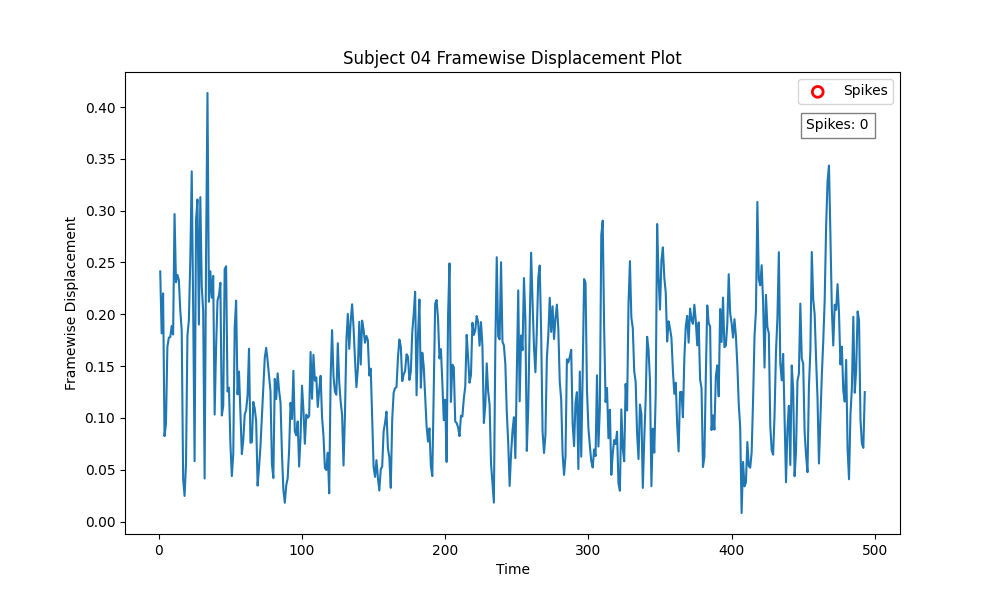 Subject 04 Framewise Displacement Plot
Spikes
Spikes: 0
0.40
0.35
0.30
0.25
0.20
0.15
0.10
0.05
0.00
Framewise Displacement
0 100 200 300 400 500
Time